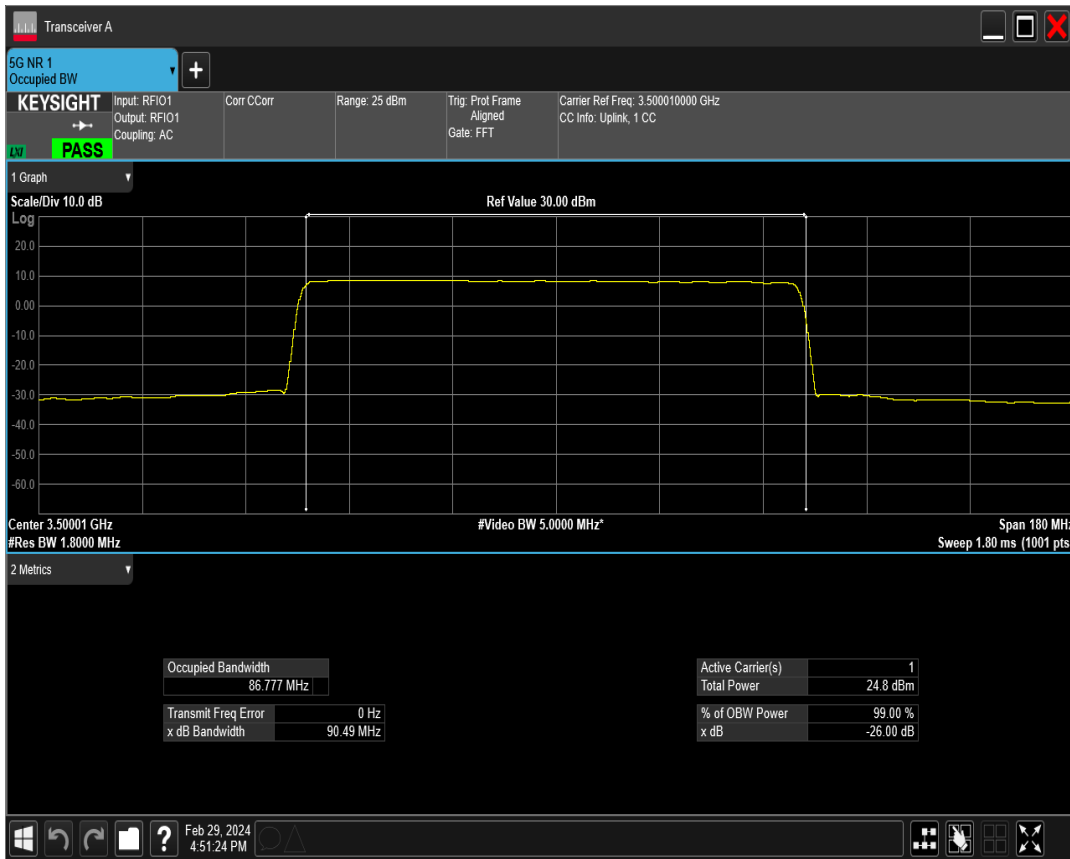 Transceiver A
5G NR 1
Occupied BW
+
KEYSIGHT
LXI
PASS
Input: RFIO1
Output: RFIO1
Coupling: AC
Corr CCorr
Range: 25 dBm
Trig: Prot Frame
Aligned
Gate: FFT
Carrier Ref Freq: 3.500010000 GHz
CC Info: Uplink, 1 CC
1 Graph
Scale/Div 10.0 dB
Ref Value 30.00 dBm
Log
20.0
10.0
0.00
-10.0
-20.0
-30.0
-40.0
-50.0
-60.0
Center 3.50001 GHz
#Video BW 5.0000 MHz*
Span 180 MHz
#Res BW 1.8000 MHz
Sweep 1.80 ms (1001 pts
2 Metrics
Occupied Bandwidth
86.777 MHz
Transmit Freq Error 0 Hz
x dB Bandwidth 90.49 MHz
Active Carrier(s) 1
Total Power 24.8 dBm
% of OBW Power 99.00 %
x dB -26.00 dB
?
Feb 29, 2024
4:51:24 PM